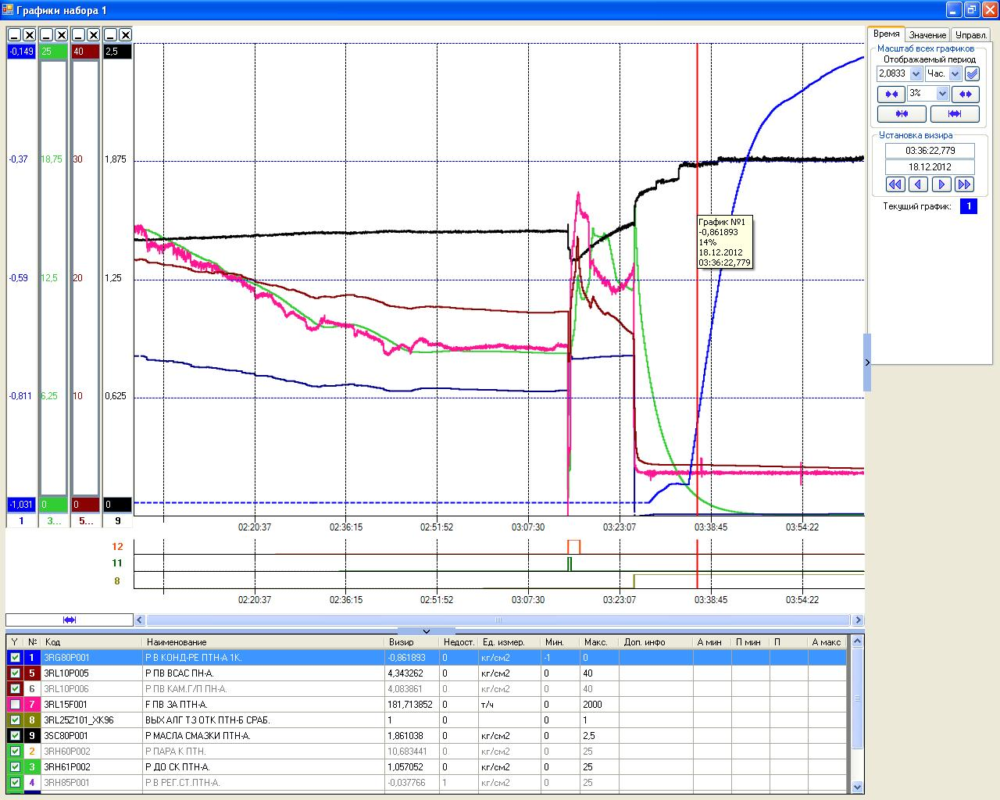 Графики набора 1
-0,149 25 40 2,5
-0,37 18,75 30 1,875
-0,59 12,5 20 1,25
-0,811 6,25 10 0,625
-1,031 0 0 0
1 3... 5... 9
02:20:37 02:36:15 02:51:52 03:07:30 03:23:07 03:38:45 03:54:22
График №1
-0,861893
14%
18.12.2012
03:36:22,779
12
11
8
02:20:37 02:36:15 02:51:52 03:07:30 03:23:07 03:38:45 03:54:22
Время Значение Управл.
Масштаб всех графиков
Отображаемый период
2,0833 Час.
3%
Установка визира
03:36:22,779
18.12.2012
Текущий график: 1
Y № Код Наименование Визир Недост. Ед. измер. Мин. Макс. Доп. инфо А мин П мин П А макс
1 3RG80P001 Р В КОНД-РЕ ПТН-А 1К. -0,861893 0 кг/см2 -1 0
5 3RL10P005 Р ПВ ВСАС ПН-А. 4,343262 0 кг/см2 0 40
6 3RL10P006 Р ПВ КАМ.Г/П ПН-А. 4,083861 0 кг/см2 0 40
7 3RL15F001 F ПВ ЗА ПТН-А. 181,713852 0 т/ч 0 2000
8 3RL25Z101_XK96 ВЫХ АЛГ ТЗ ОТК ПТН-Б СРАБ. 1 0 0 1
9 3SC80P001 Р МАСЛА СМАЗКИ ПТН-А. 1,861038 0 кг/см2 0 2,5
2 3RH60P002 Р ПАРА К ПТН. 10,683441 0 кг/см2 0 25
3 3RH61P002 Р ДО СК ПТН-А. 1,057052 0 кг/см2 0 25
4 3RH85P001 Р В РЕГ.СТ.ПТН-А. -0,037766 1 кг/см2 0 25